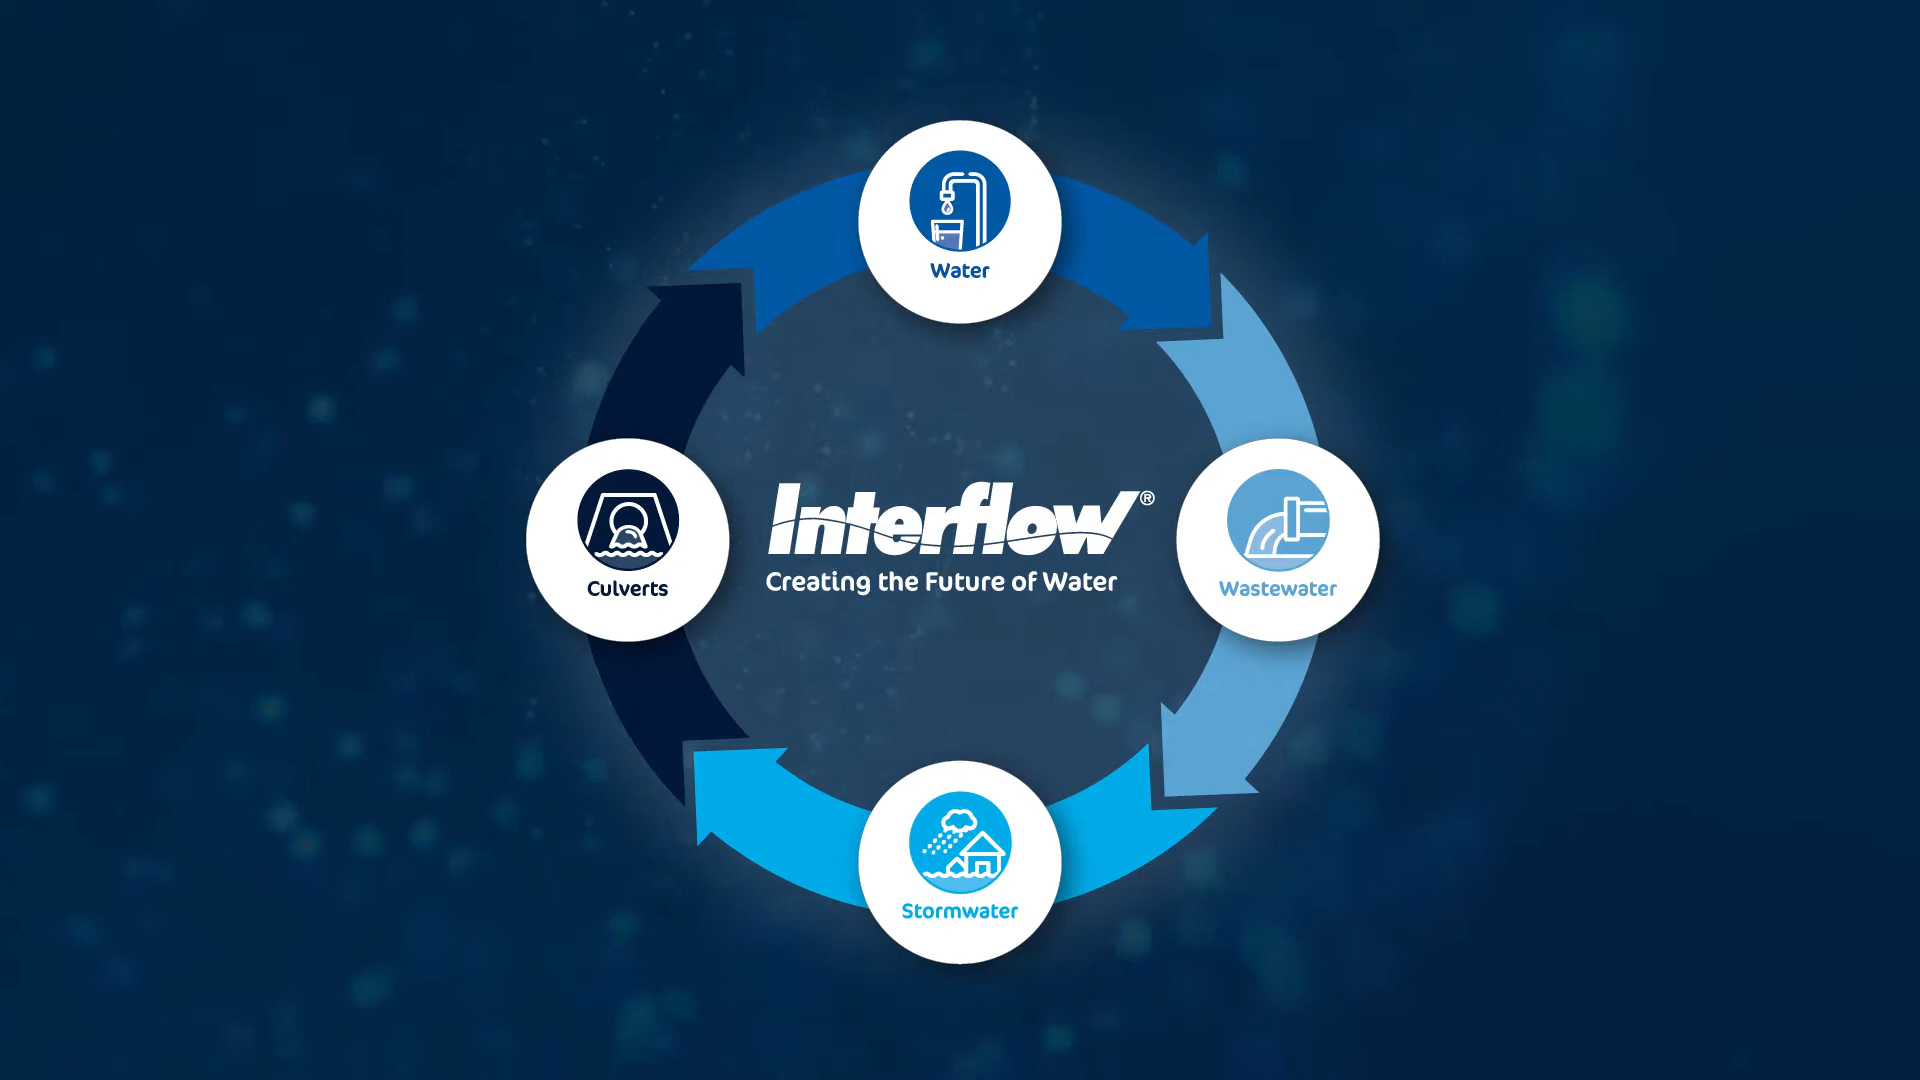 Water
Interflow®
Creating the Future of Water
Culverts
Wastewater
Stormwater